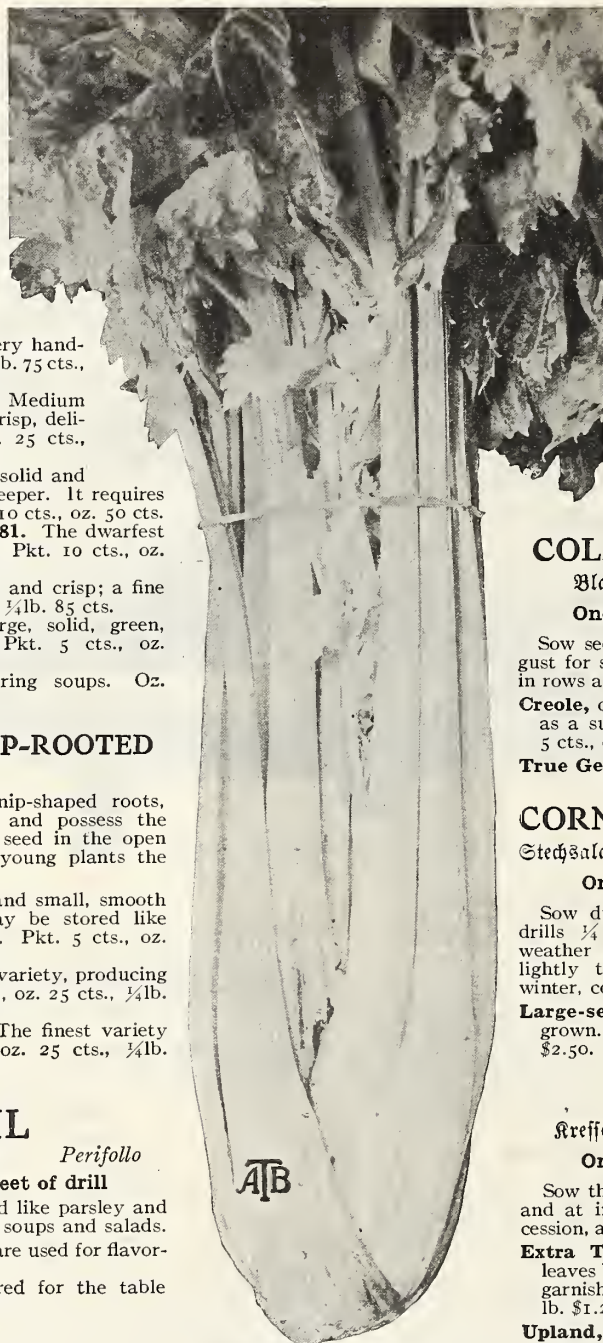 ery hand-
b. 75 cts.,
Medium
risp, deli-
. 25 cts.,
solid and
eeper. It requires
10 cts., oz. 50 cts.
81. The dwarfest
Pkt. 10 cts., oz.
and crisp; a fine
¼lb. 85 cts.
rge, solid, green,
Pkt. 5 cts., oz.
ring soups. Oz.
P-ROOTED
nip-shaped roots,
and possess the
seed in the open
young plants the
nd small, smooth
ay be stored like
. Pkt. 5 cts., oz.
variety, producing
, oz. 25 cts., ¼lb.
The finest variety
oz. 25 cts., ¼lb.
IL
Perifollo
eet of drill
d like parsley and
soups and salads.
are used for flavor-
red for the table
ATB
COL
Bl
On
Sow se
gust for s
in rows a
Creole,
as a su
5 cts.,
True Ge
CORN
Stechsala
Or
Sow d
drills ¼
weather
lightly t
winter, c
Large-se
grown.
$2.50.
Kresse
Or
Sow th
and at i
cession, a
Extra T
leaves
garnish
lb. $1.2
Upland,